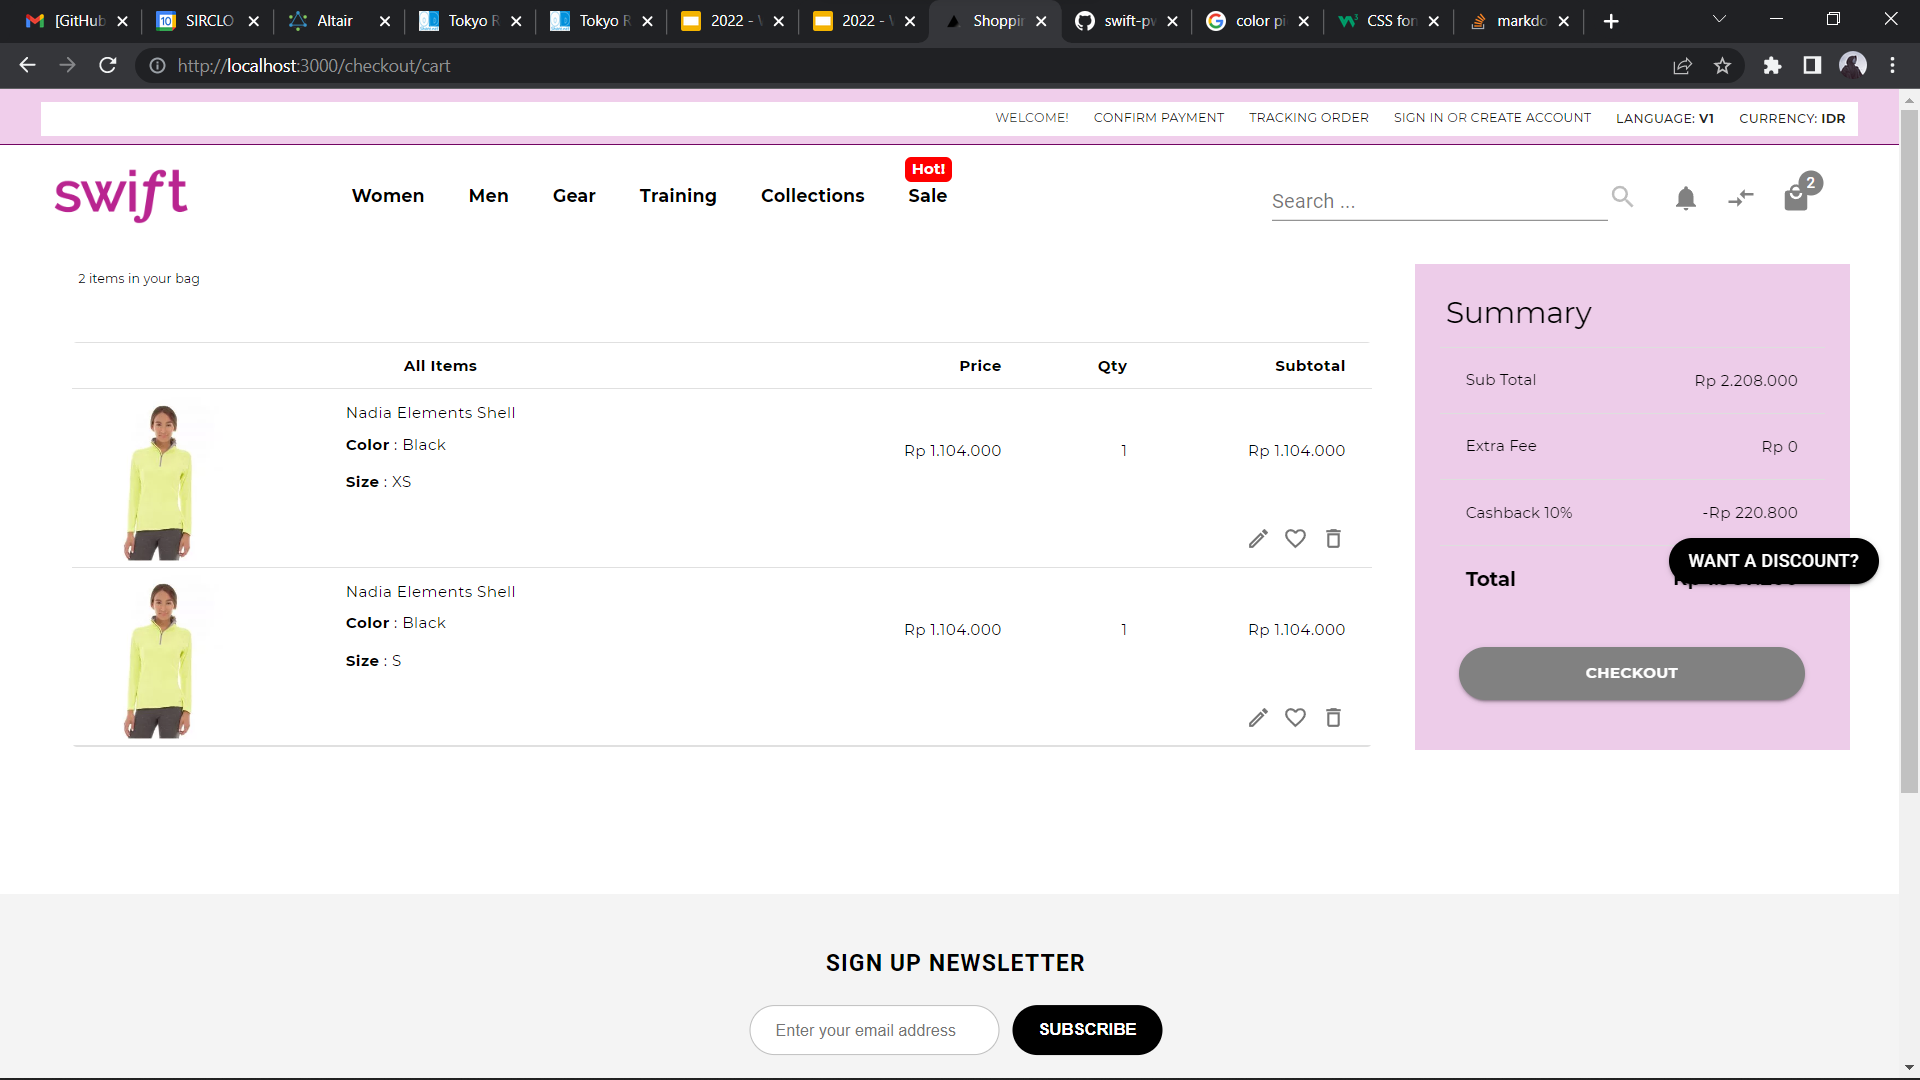 [GitHub
10
SIRCLO
Altair
Tokyo R
Tokyo R
2022 -
2022 -
Shoppin
swift-pw
color pi
CSS fon
markdo
http://localhost:3000/checkout/cart
WELCOME!
CONFIRM PAYMENT
TRACKING ORDER
SIGN IN OR CREATE ACCOUNT
LANGUAGE: V1
CURRENCY: IDR
swift
Women
Men
Gear
Training
Collections
Hot!
Sale
Search ...
2
2 items in your bag
All Items
Price
Qty
Subtotal
Nadia Elements Shell
Color : Black
Size : XS
Rp 1.104.000
1
Rp 1.104.000
Nadia Elements Shell
Color : Black
Size : S
Rp 1.104.000
1
Rp 1.104.000
Summary
Sub Total
Rp 2.208.000
Extra Fee
Rp 0
Cashback 10%
-Rp 220.800
WANT A DISCOUNT?
Total
CHECKOUT
SIGN UP NEWSLETTER
Enter your email address
SUBSCRIBE